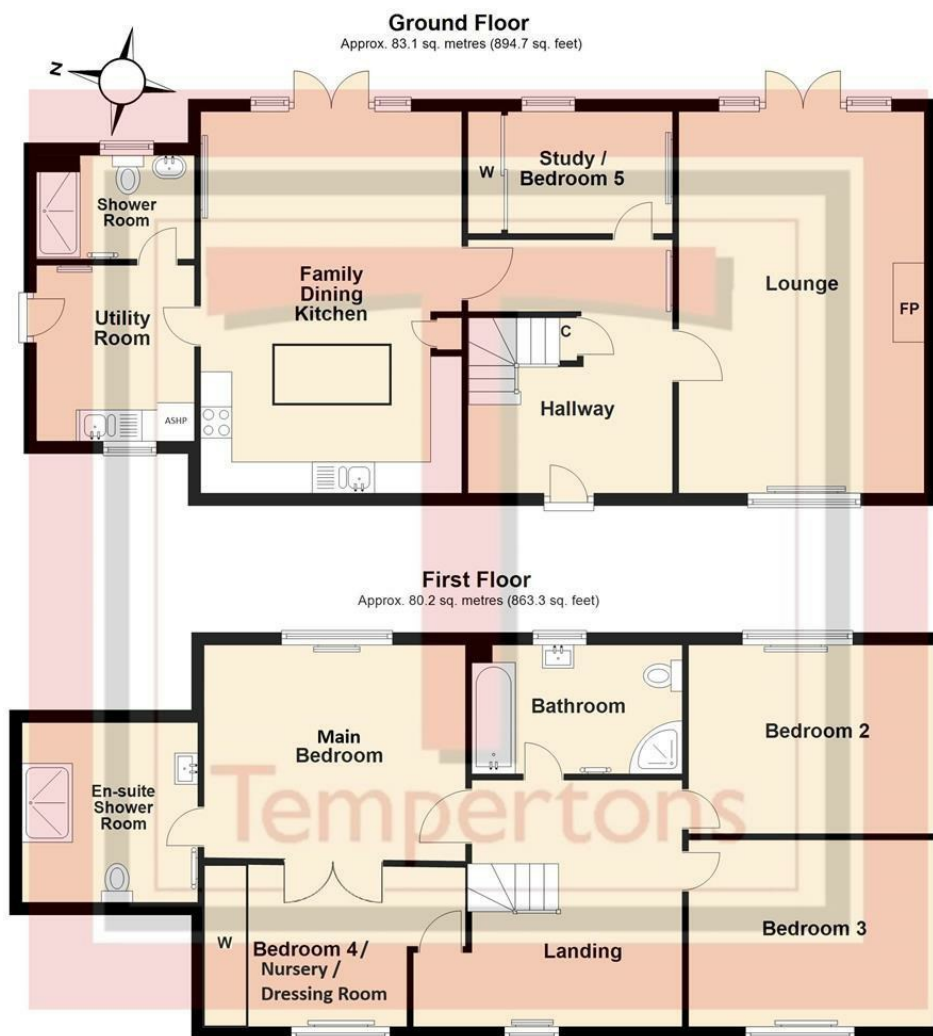 Ground Floor
Approx. 83.1 sq. metres (894.7 sq. feet)
N
Shower
Room
W
Study /
Bedroom 5
Family
Dining
Kitchen
Lounge
FP
Utility
Room
C
Hallway
ASHP
First Floor
Approx. 80.2 sq. metres (863.3 sq. feet)
Main
Bedroom
Bathroom
Bedroom 2
En-suite
Shower
Room
Tempertons
W
Bedroom 4 /
Nursery /
Dressing Room
Landing
Bedroom 3